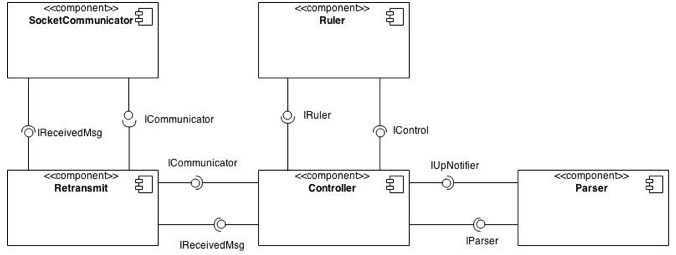 <<component>>
SocketCommunicator
<<component>>
Ruler
IReceivedMsg
ICommunicator
IRuler
IControl
<<component>>
Retransmit
ICommunicator
IReceivedMsg
<<component>>
Controller
IUpNotifier
IParser
<<component>>
Parser